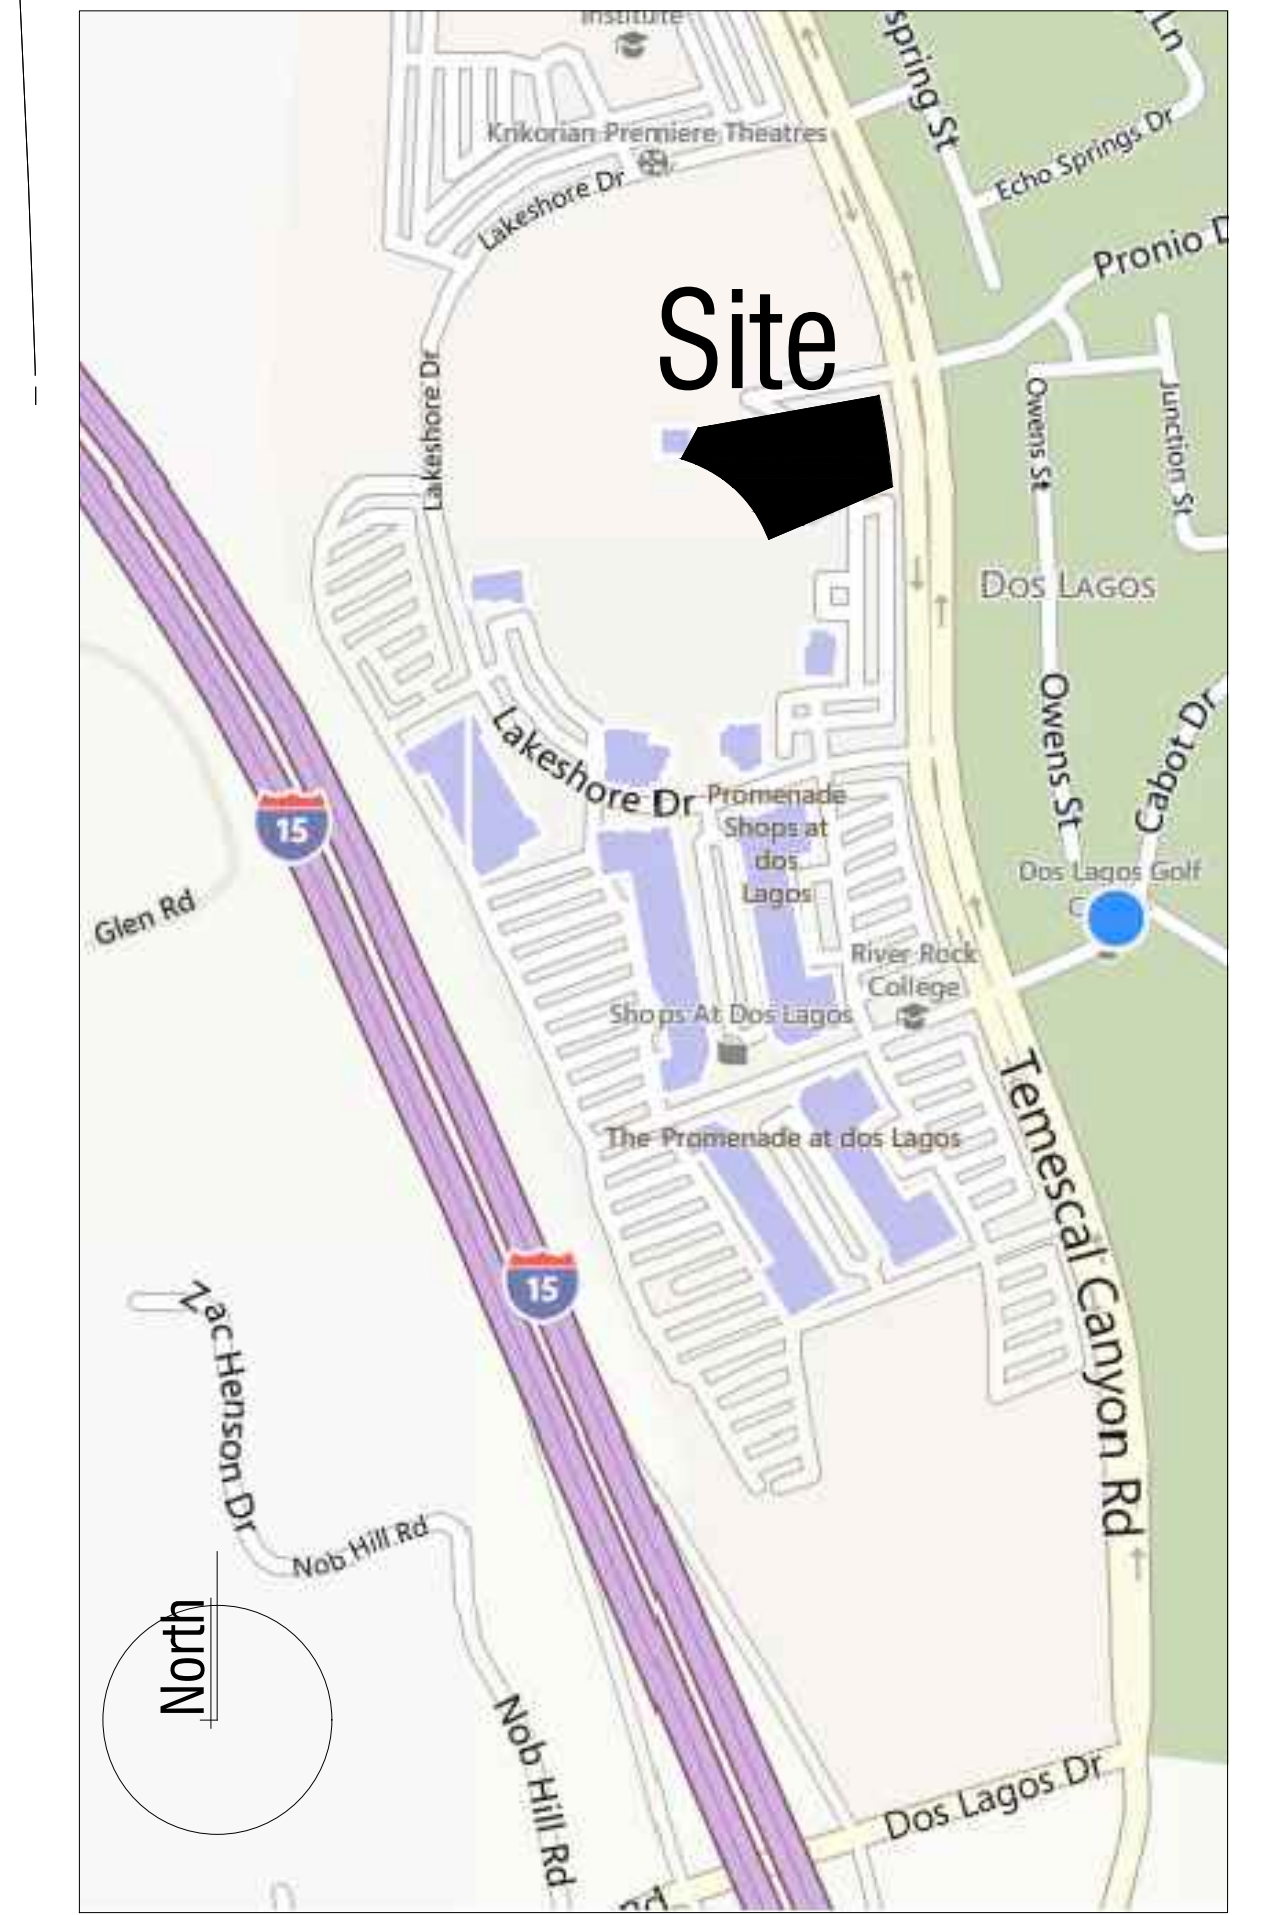 Institute
spring St
Ln
Krikorian Premiere Theatres
Echo Springs Dr
Lakeshore Dr
Pronio D
Site
Lakeshore Dr
Owens St
Junction St
DOS LAGOS
Owens St
Cabot Dr
Lakeshore Dr
Promenade
Shops at
dos
Lagos
15
Dos Lagos Golf
C
Glen Rd
River Rock
College
Shops At Dos Lagos
Temescal Canyon Rd
The Promenade at dos Lagos
15
Zac Henson Dr
Nob Hill Rd
North
Nob Hill Rd
Dos Lagos Dr